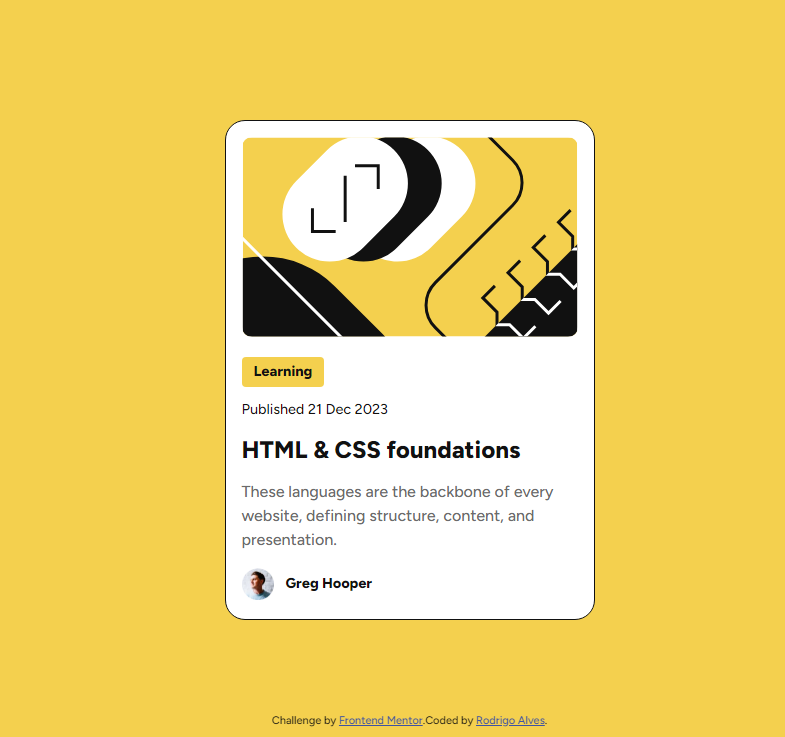 Learning
Published 21 Dec 2023
HTML & CSS foundations
These languages are the backbone of every
website, defining structure, content, and
presentation.
Greg Hooper
Challenge by Frontend Mentor.Coded by Rodrigo Alves.